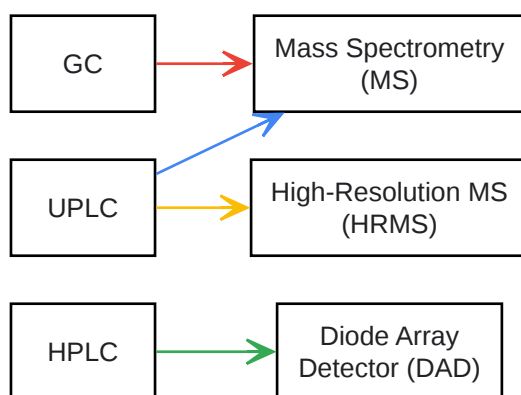 GC
Mass Spectrometry
(MS)
UPLC
High-Resolution MS
(HRMS)
HPLC
Diode Array
Detector (DAD)